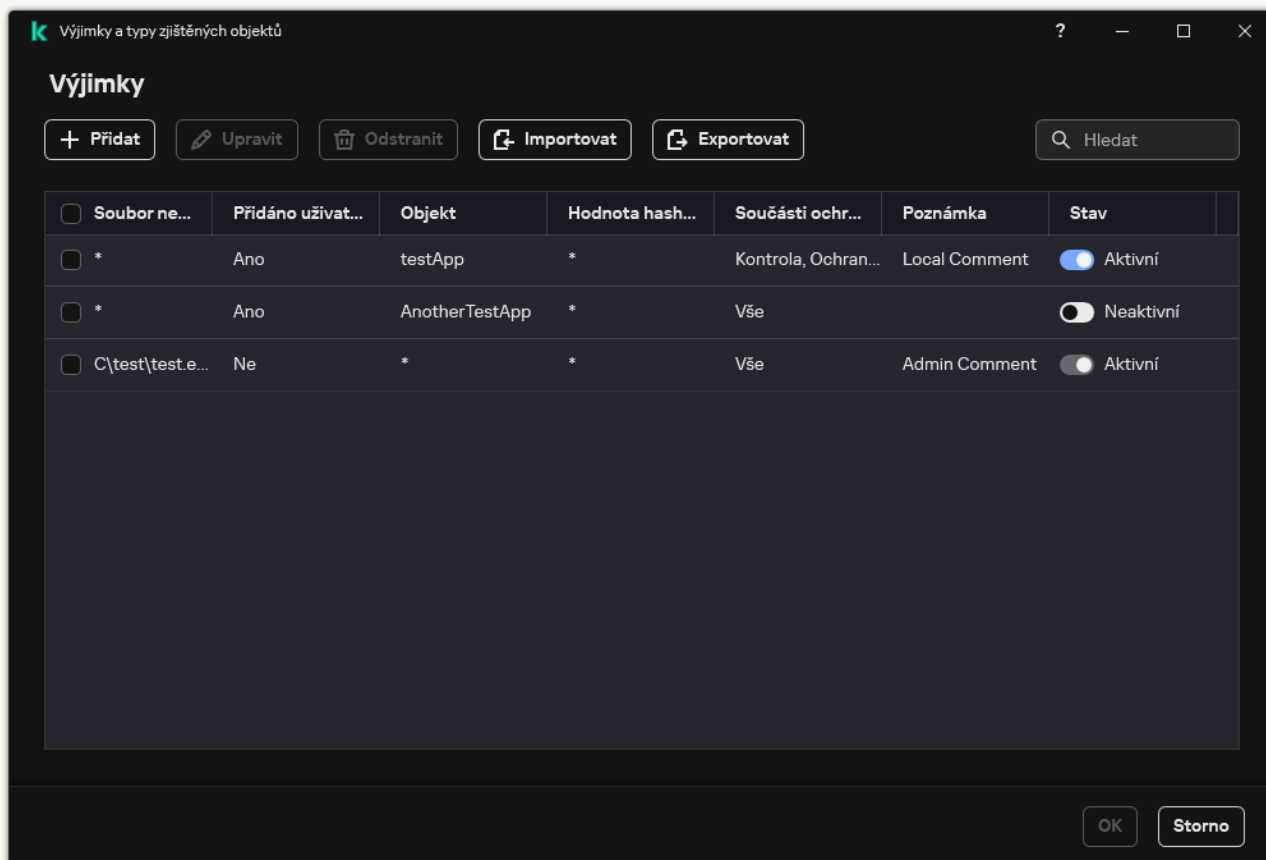 Výjimky a typy zjištěných objektů ?
Výjimky
Přidat Upravit Odstranit Importovat Exportovat Hledat
Soubor ne... Přidáno uživat... Objekt Hodnota hash... Součásti ochr... Poznámka Stav
* Ano testApp * Kontrola, Ochran... Local Comment Aktivní
* Ano AnotherTestApp * Vše Neaktivní
C\test\test.e... Ne * * Vše Admin Comment Aktivní
OK Storno